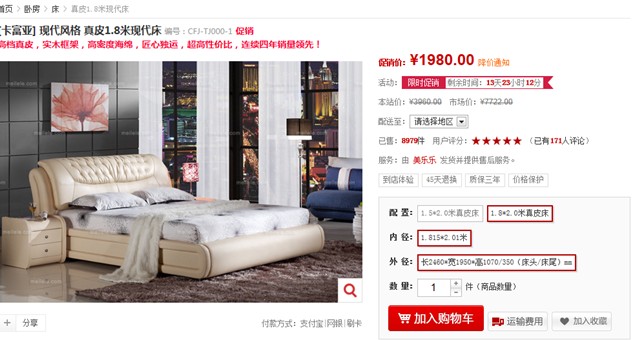 首页 > 卧房 > 床 > 真皮1.8米现代床
[卡富亚] 现代风格 真皮1.8米现代床 编号：CFJ-TJ000-1 促销
高档真皮，实木框架，高密度海绵，匠心独运，超高性价比，连续四年销量领先！
促销价：¥1980.00 降价通知
活动：限时促销 剩余时间：13天23小时12分
本站价：¥3960.00 市场价：¥7722.00
配送至：请选择地区
已售：8979件 用户评分：★★★★★ （已有171人评论）
服务：由 美乐乐 发货并提供售后服务。
到店体验 45天退换 质保三年 价格保护
配置：1.5*2.0米真皮床 1.8*2.0米真皮床
内径：1.815*2.01米
外径：长2460*宽1950*高1070/350（床头/床尾）mm
数量：1 件（商品数量）
加入购物车 运输费用 加入收藏
分享
付款方式：支付宝|网银|刷卡
meilele.com